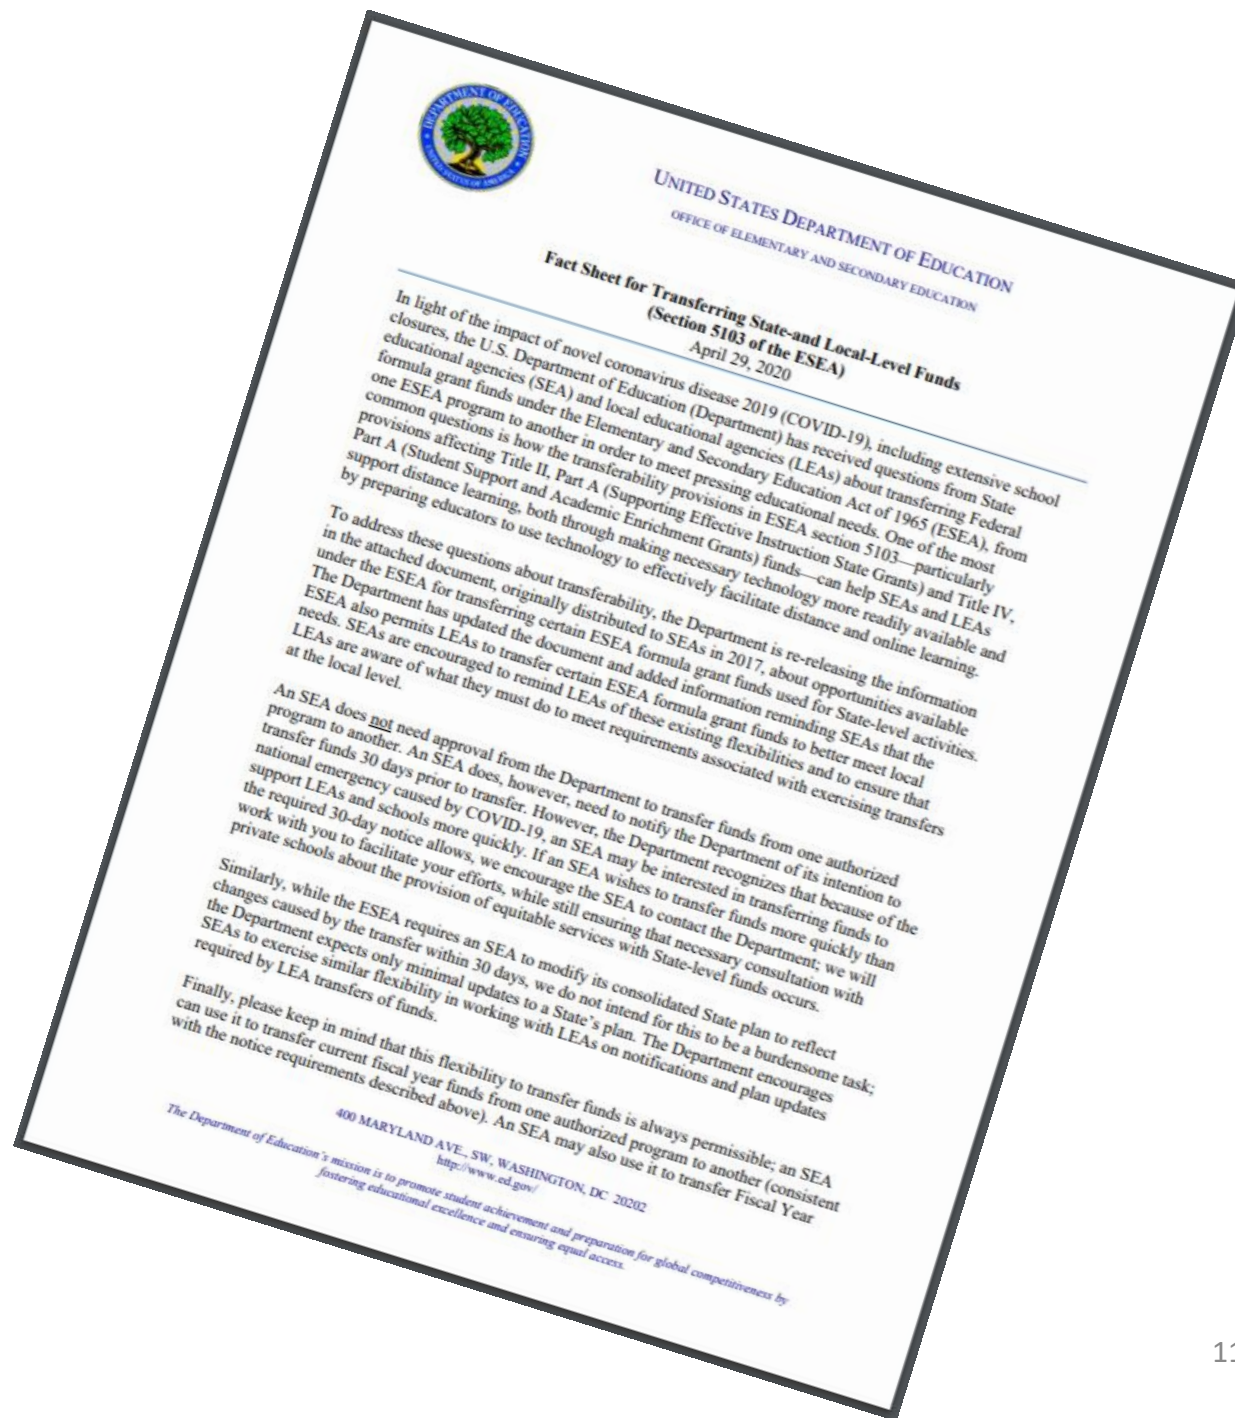 DEPARTMENT OF EDUCATION
UNITED STATES OF AMERICA
UNITED STATES DEPARTMENT OF EDUCATION
OFFICE OF ELEMENTARY AND SECONDARY EDUCATION
Fact Sheet for Transferring State-and Local-Level Funds
(Section 5103 of the ESEA)
April 29, 2020
In light of the impact of novel coronavirus disease 2019 (COVID-19), including extensive school
closures, the U.S. Department of Education (Department) has received questions from State
educational agencies (SEA) and local educational agencies (LEAs) about transferring Federal
formula grant funds under the Elementary and Secondary Education Act of 1965 (ESEA), from
one ESEA program to another in order to meet pressing educational needs. One of the most
common questions is how the transferability provisions in ESEA section 5103—particularly
provisions affecting Title II, Part A (Supporting Effective Instruction State Grants) and Title IV,
Part A (Student Support and Academic Enrichment Grants) funds—can help SEAs and LEAs
support distance learning, both through making necessary technology more readily available and
by preparing educators to use technology to effectively facilitate distance and online learning.
To address these questions about transferability, the Department is re-releasing the information
in the attached document, originally distributed to SEAs in 2017, about opportunities available
under the ESEA for transferring certain ESEA formula grant funds used for State-level activities.
The Department has updated the document and added information reminding SEAs that the
ESEA also permits LEAs to transfer certain ESEA formula grant funds to better meet local
needs. SEAs are encouraged to remind LEAs of these existing flexibilities and to ensure that
LEAs are aware of what they must do to meet requirements associated with exercising transfers
at the local level.
An SEA does not need approval from the Department to transfer funds from one authorized
program to another. An SEA does, however, need to notify the Department of its intention to
transfer funds 30 days prior to transfer. However, the Department recognizes that because of the
national emergency caused by COVID-19, an SEA may be interested in transferring funds to
support LEAs and schools more quickly. If an SEA wishes to transfer funds more quickly than
the required 30-day notice allows, we encourage the SEA to contact the Department; we will
work with you to facilitate your efforts, while still ensuring that necessary consultation with
private schools about the provision of equitable services with State-level funds occurs.
Similarly, while the ESEA requires an SEA to modify its consolidated State plan to reflect
changes caused by the transfer within 30 days, we do not intend for this to be a burdensome task;
the Department expects only minimal updates to a State's plan. The Department encourages
SEAs to exercise similar flexibility in working with LEAs on notifications and plan updates
required by LEA transfers of funds.
Finally, please keep in mind that this flexibility to transfer funds is always permissible; an SEA
can use it to transfer current fiscal year funds from one authorized program to another (consistent
with the notice requirements described above). An SEA may also use it to transfer Fiscal Year
400 MARYLAND AVE., SW, WASHINGTON, DC 20202
http://www.ed.gov/
The Department of Education's mission is to promote student achievement and preparation for global competitiveness by
fostering educational excellence and ensuring equal access.
11